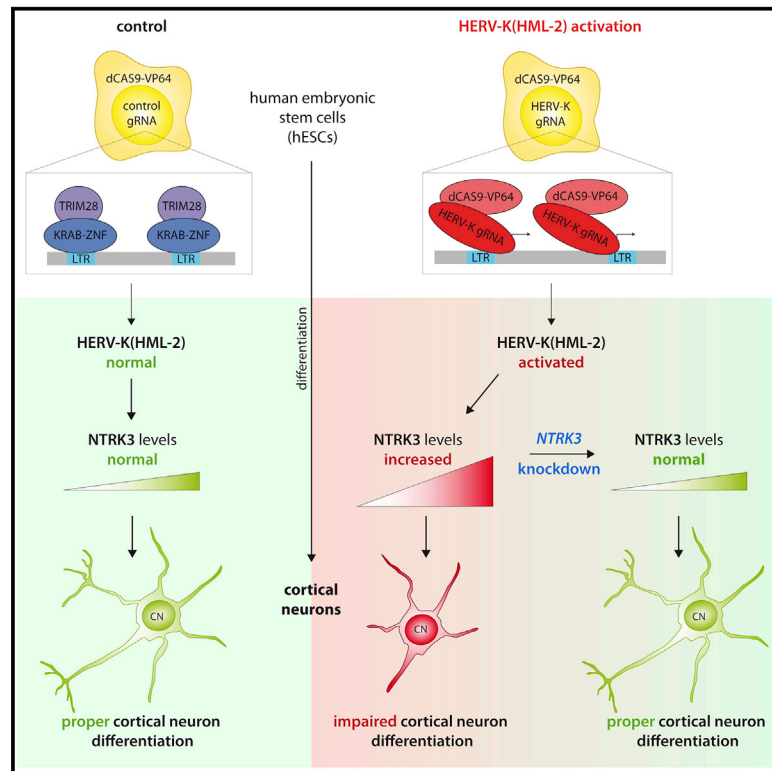 control
dCAS9-VP64
control
gRNA
TRIM28
TRIM28
KRAB-ZNF
KRAB-ZNF
LTR
LTR
human embryonic
stem cells
(hESCs)
HERV-K(HML-2) activation
dCAS9-VP64
HERV-K
gRNA
dCAS9-VP64
dCAS9-VP64
HERV-K gRNA
HERV-K gRNA
LTR
LTR
differentiation
HERV-K(HML-2)
normal
NTRK3 levels
normal
CN
proper cortical neuron
differentiation
cortical
neurons
HERV-K(HML-2)
activated
NTRK3 levels
increased
NTRK3
knockdown
NTRK3 levels
normal
CN
impaired cortical neuron
differentiation
CN
proper cortical neuron
differentiation